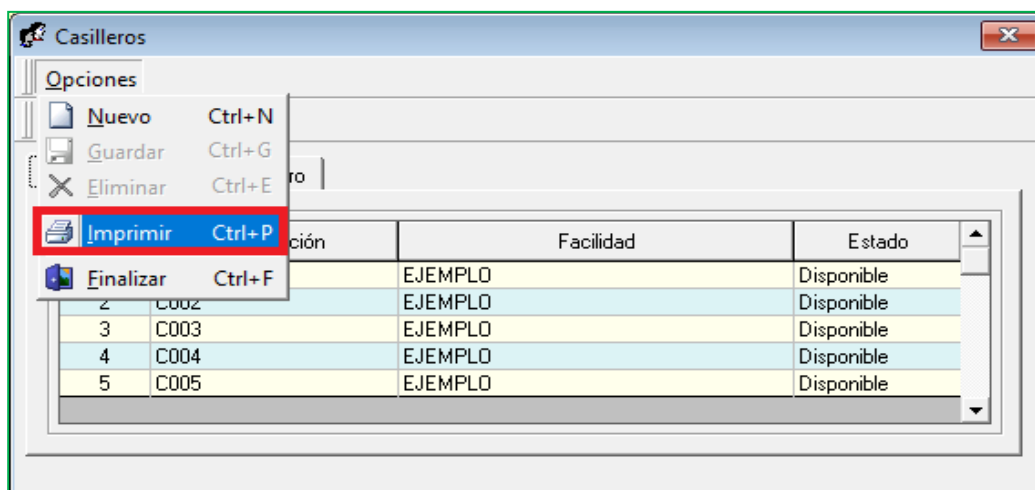 Casilleros
Opciones
Nuevo Ctrl+N
Guardar Ctrl+G
Eliminar Ctrl+E
ro
Imprimir Ctrl+P
ción Facilidad Estado
Finalizar Ctrl+F
EJEMPLO Disponible
2 C002 EJEMPLO Disponible
3 C003 EJEMPLO Disponible
4 C004 EJEMPLO Disponible
5 C005 EJEMPLO Disponible